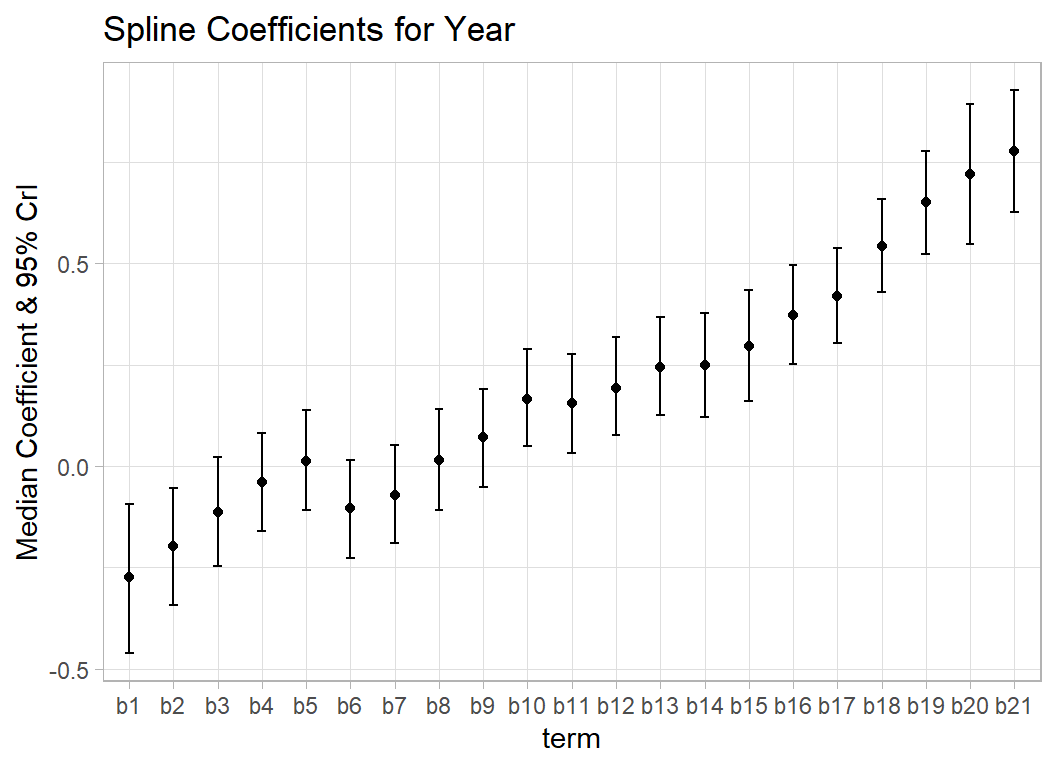 Spline Coefficients for Year
Median Coefficient & 95% CrI
0.5
0.0
-0.5
b1 b2 b3 b4 b5 b6 b7 b8 b9 b10 b11 b12 b13 b14 b15 b16 b17 b18 b19 b20 b21
term